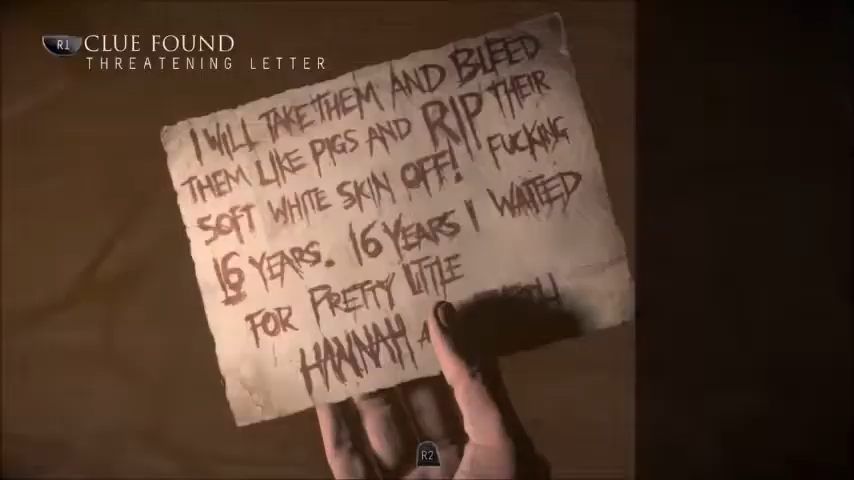 R1 CLUE FOUND
THREATENING LETTER
I WILL TAKE THEM AND BLEED
THEM LIKE PIGS AND RIP THEIR
SOFT WHITE SKIN OFF! FUCKING
16 YEARS. 16 YEARS I WAITED
FOR PRETTY LITTLE
HANNAH
R2